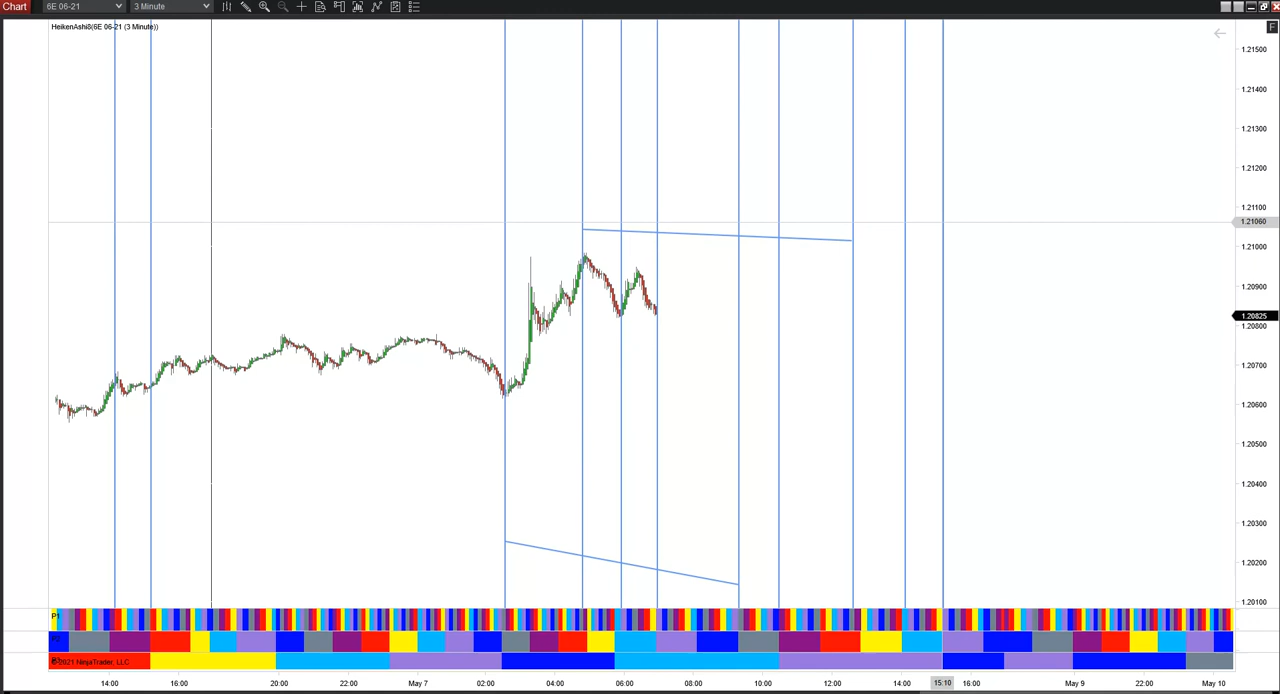 Chart 6E 06-21 3 Minute
HeikenAshi8(6E 06-21 (3 Minute))
F
1.21500
1.21400
1.21300
1.21200
1.21100
1.21060
1.21000
1.20900
1.20825
1.20800
1.20700
1.20600
1.20500
1.20400
1.20300
1.20200
1.20100
P1
2021 NinjaTrader, LLC
14:00 16:00 20:00 22:00 May 7 02:00 04:00 06:00 08:00 10:00 12:00 14:00 15:10 16:00 May 9 22:00 May 10